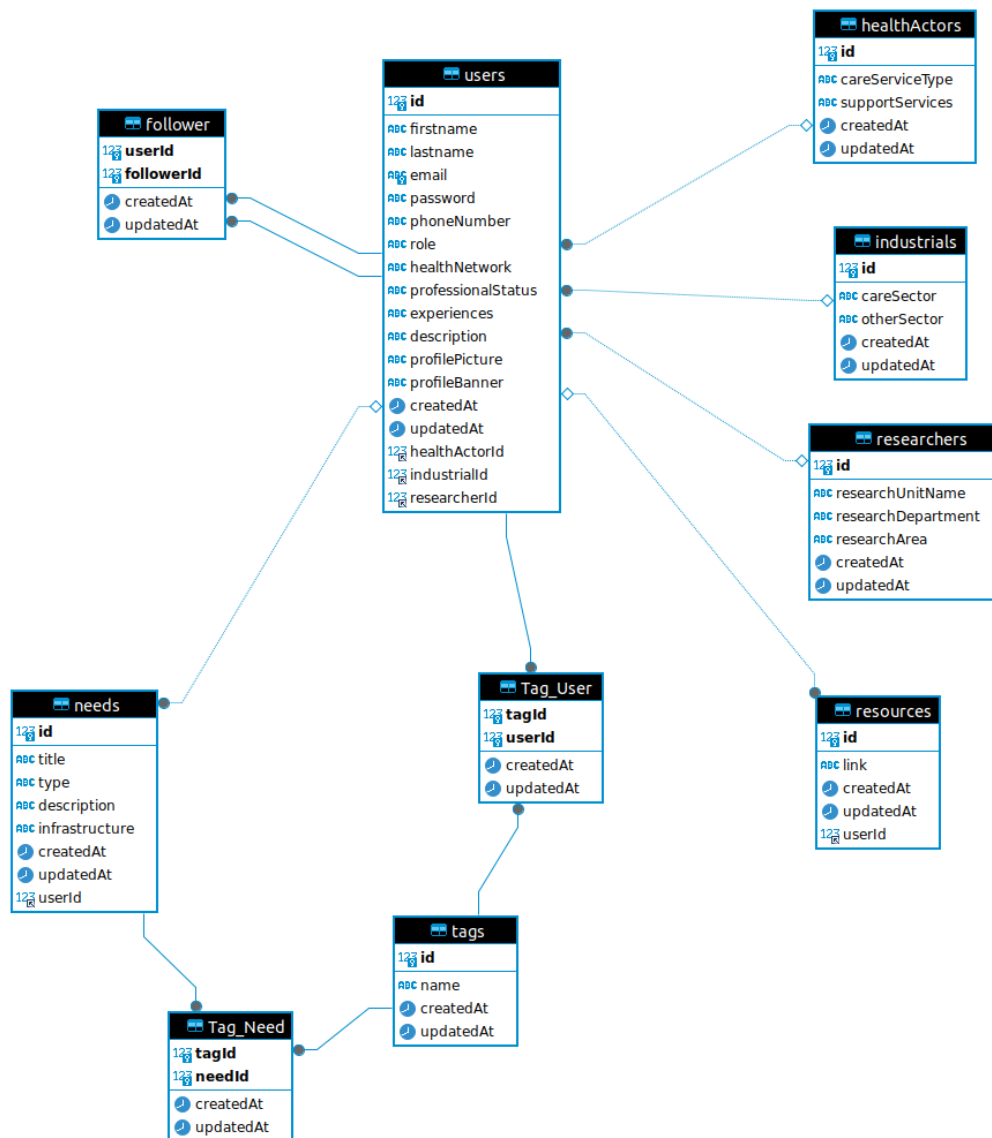 healthActors
id
careServiceType
supportServices
createdAt
updatedAt
users
id
firstname
lastname
email
password
phoneNumber
role
healthNetwork
professionalStatus
experiences
description
profilePicture
profileBanner
createdAt
updatedAt
healthActorId
industrialId
researcherId
follower
userId
followerId
createdAt
updatedAt
industrials
id
careSector
otherSector
createdAt
updatedAt
researchers
id
researchUnitName
researchDepartment
researchArea
createdAt
updatedAt
needs
id
title
type
description
infrastructure
createdAt
updatedAt
userId
Tag_User
tagId
userId
createdAt
updatedAt
resources
id
link
createdAt
updatedAt
userId
tags
id
name
createdAt
updatedAt
Tag_Need
tagId
needId
createdAt
updatedAt